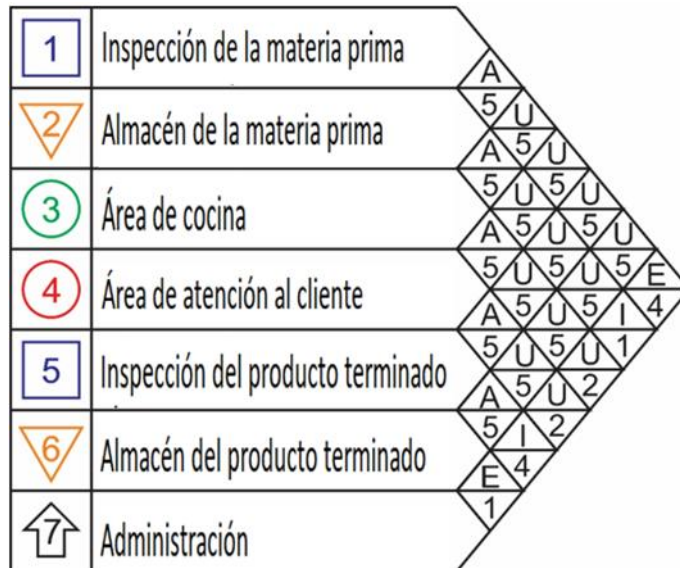 1 Inspección de la materia prima
A
5 U
2 Almacén de la materia prima
A 5 U
5 U 5 U
3 Área de cocina
A 5 U 5 U
5 U 5 U 5 E
4 Área de atención al cliente
A 5 U 5 I 4
5 U 5 U 1
5 Inspección del producto terminado
A 5 U 2
5 I 2
6 Almacén del producto terminado
E 4
1
7 Administración